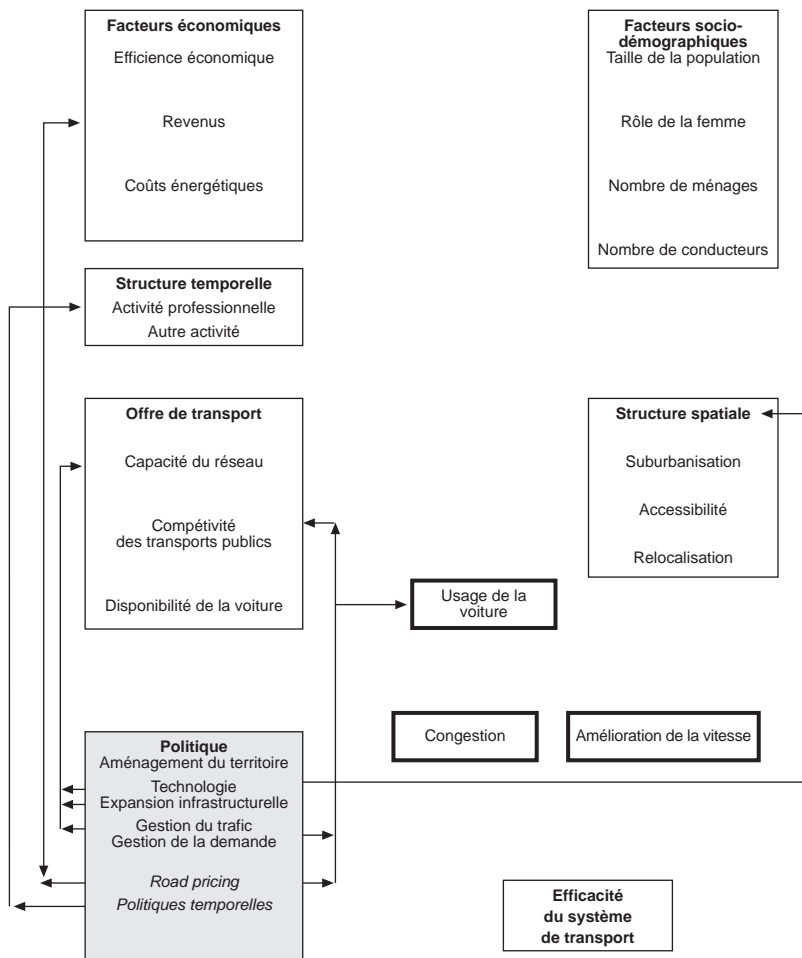 Facteurs économiques
Efficience économique
Revenus
Coûts énergétiques
Facteurs socio-
démographiques
Taille de la population
Rôle de la femme
Nombre de ménages
Nombre de conducteurs
Structure temporelle
Activité professionnelle
Autre activité
Offre de transport
Capacité du réseau
Compétivité
des transports publics
Disponibilité de la voiture
Structure spatiale
Suburbanisation
Accessibilité
Relocalisation
Usage de la
voiture
Congestion
Amélioration de la vitesse
Politique
Aménagement du territoire
Technologie
Expansion infrastructurelle
Gestion du trafic
Gestion de la demande
Road pricing
Politiques temporelles
Efficacité
du système
de transport